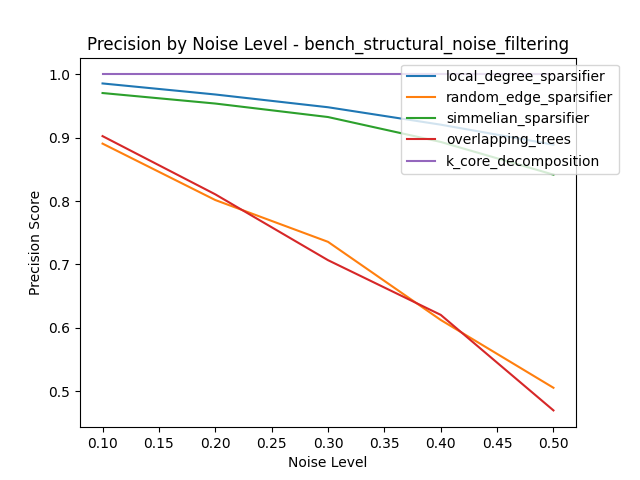 Precision by Noise Level - bench_structural_noise_filtering
1.0
0.9
0.8
0.7
0.6
0.5
Precision Score
local_degree_sparsifier
random_edge_sparsifier
simmelian_sparsifier
overlapping_trees
k_core_decomposition
0.10 0.15 0.20 0.25 0.30 0.35 0.40 0.45 0.50
Noise Level